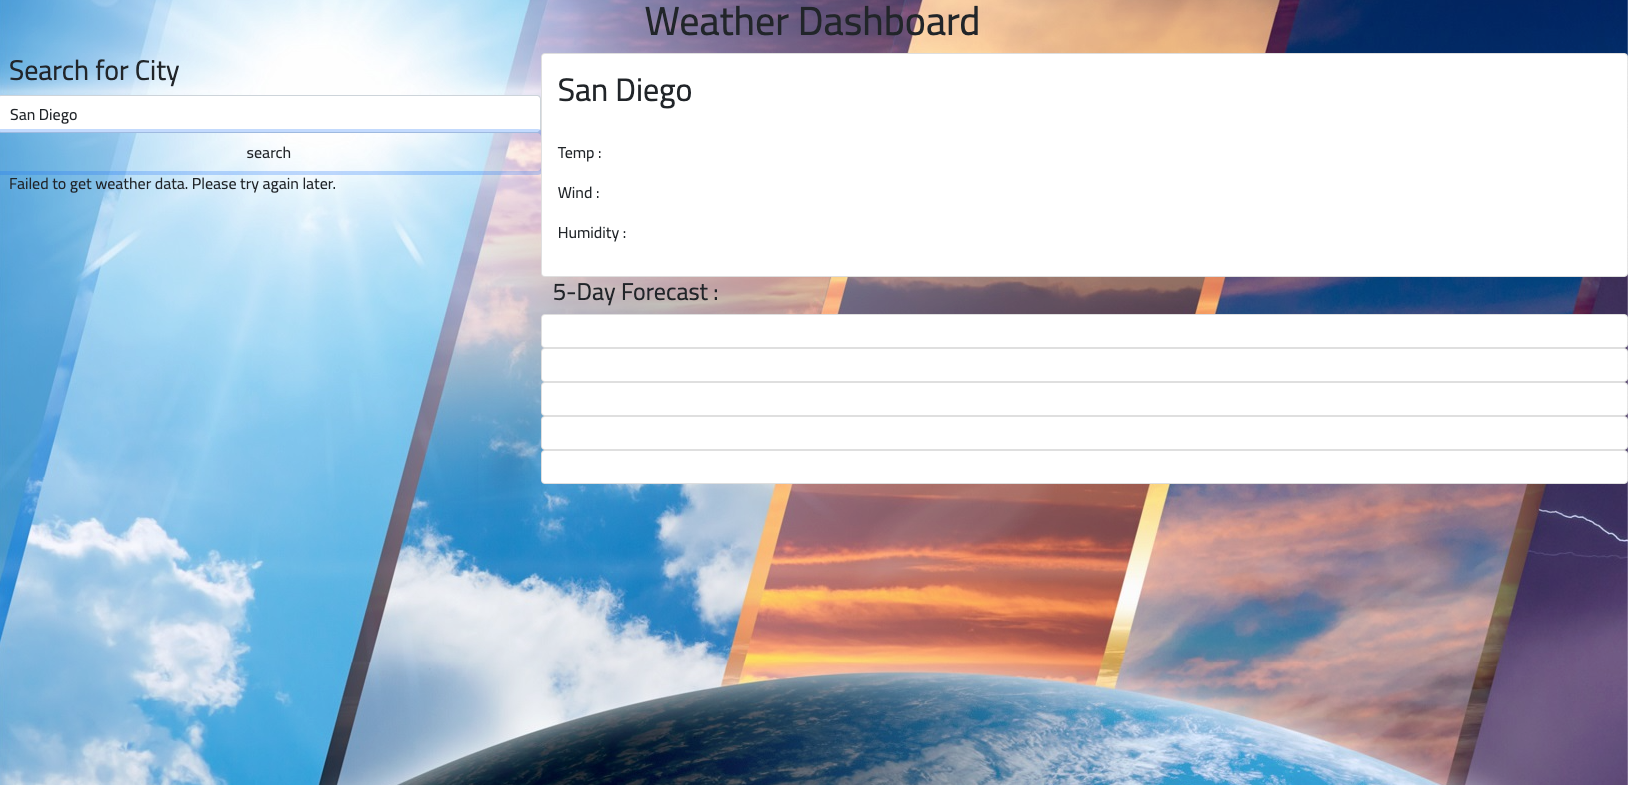 Weather Dashboard
Search for City
San Diego
search
Failed to get weather data. Please try again later.
San Diego
Temp :
Wind :
Humidity :
5-Day Forecast :